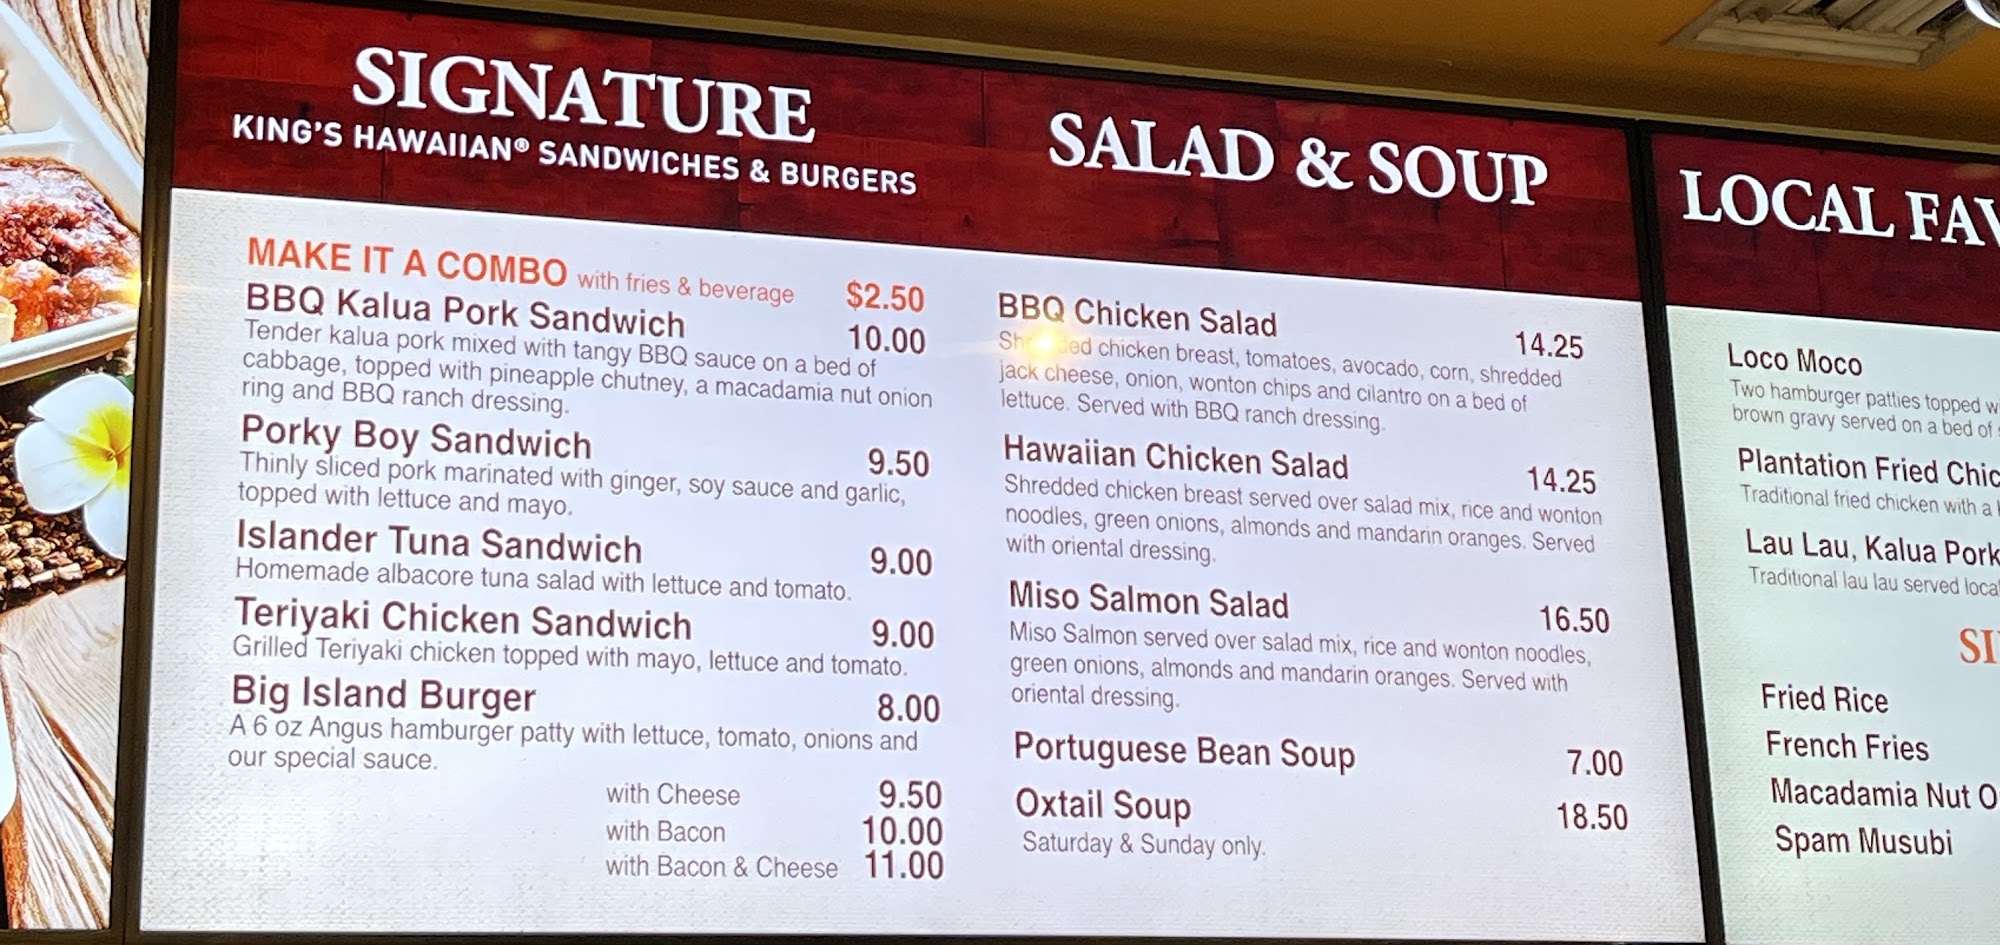 SIGNATURE
KING'S HAWAIIAN® SANDWICHES & BURGERS
MAKE IT A COMBO with fries & beverage $2.50
BBQ Kalua Pork Sandwich 10.00
Tender kalua pork mixed with tangy BBQ sauce on a bed of
cabbage, topped with pineapple chutney, a macadamia nut onion
ring and BBQ ranch dressing.
Porky Boy Sandwich 9.50
Thinly sliced pork marinated with ginger, soy sauce and garlic,
topped with lettuce and mayo.
Islander Tuna Sandwich 9.00
Homemade albacore tuna salad with lettuce and tomato.
Teriyaki Chicken Sandwich 9.00
Grilled Teriyaki chicken topped with mayo, lettuce and tomato.
Big Island Burger 8.00
A 6 oz Angus hamburger patty with lettuce, tomato, onions and
our special sauce.
with Cheese 9.50
with Bacon 10.00
with Bacon & Cheese 11.00
SALAD & SOUP
BBQ Chicken Salad 14.25
chicken breast, tomatoes, avocado, corn, shredded
jack cheese, onion, wonton chips and cilantro on a bed of
lettuce. Served with BBQ ranch dressing.
Hawaiian Chicken Salad 14.25
Shredded chicken breast served over salad mix, rice and wonton
noodles, green onions, almonds and mandarin oranges. Served
with oriental dressing.
Miso Salmon Salad 16.50
Miso Salmon served over salad mix, rice and wonton noodles,
green onions, almonds and mandarin oranges. Served with
oriental dressing.
Portuguese Bean Soup 7.00
Oxtail Soup 18.50
Saturday & Sunday only.
LOCAL
Loco Moco
Two hamburger patties topped
brown gravy served on a bed of
Plantation Fried
Traditional fried chicken with a
Lau Lau, Kalua Pork
Traditional lau lau served
Fried Rice
French Fries
Macadamia Nut
Spam Musubi